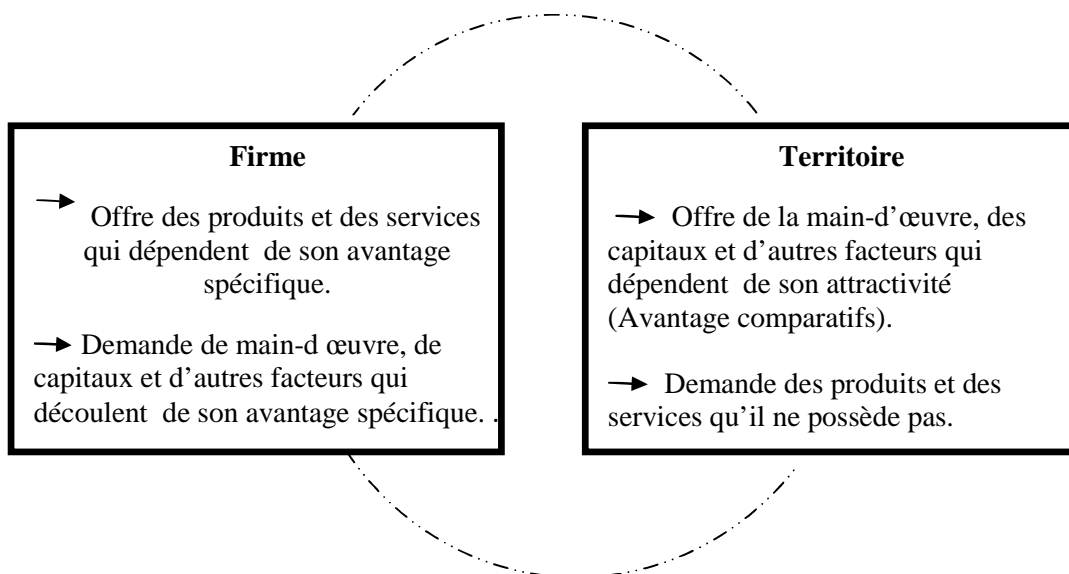 Firme
Offre des produits et des services
qui dépendent de son avantage
spécifique.
Demande de main-d œuvre, de
capitaux et d’autres facteurs qui
découlent de son avantage spécifique. .
Territoire
Offre de la main-d’œuvre, des
capitaux et d’autres facteurs qui
dépendent de son attractivité
(Avantage comparatifs).
Demande des produits et des
services qu’il ne possède pas.